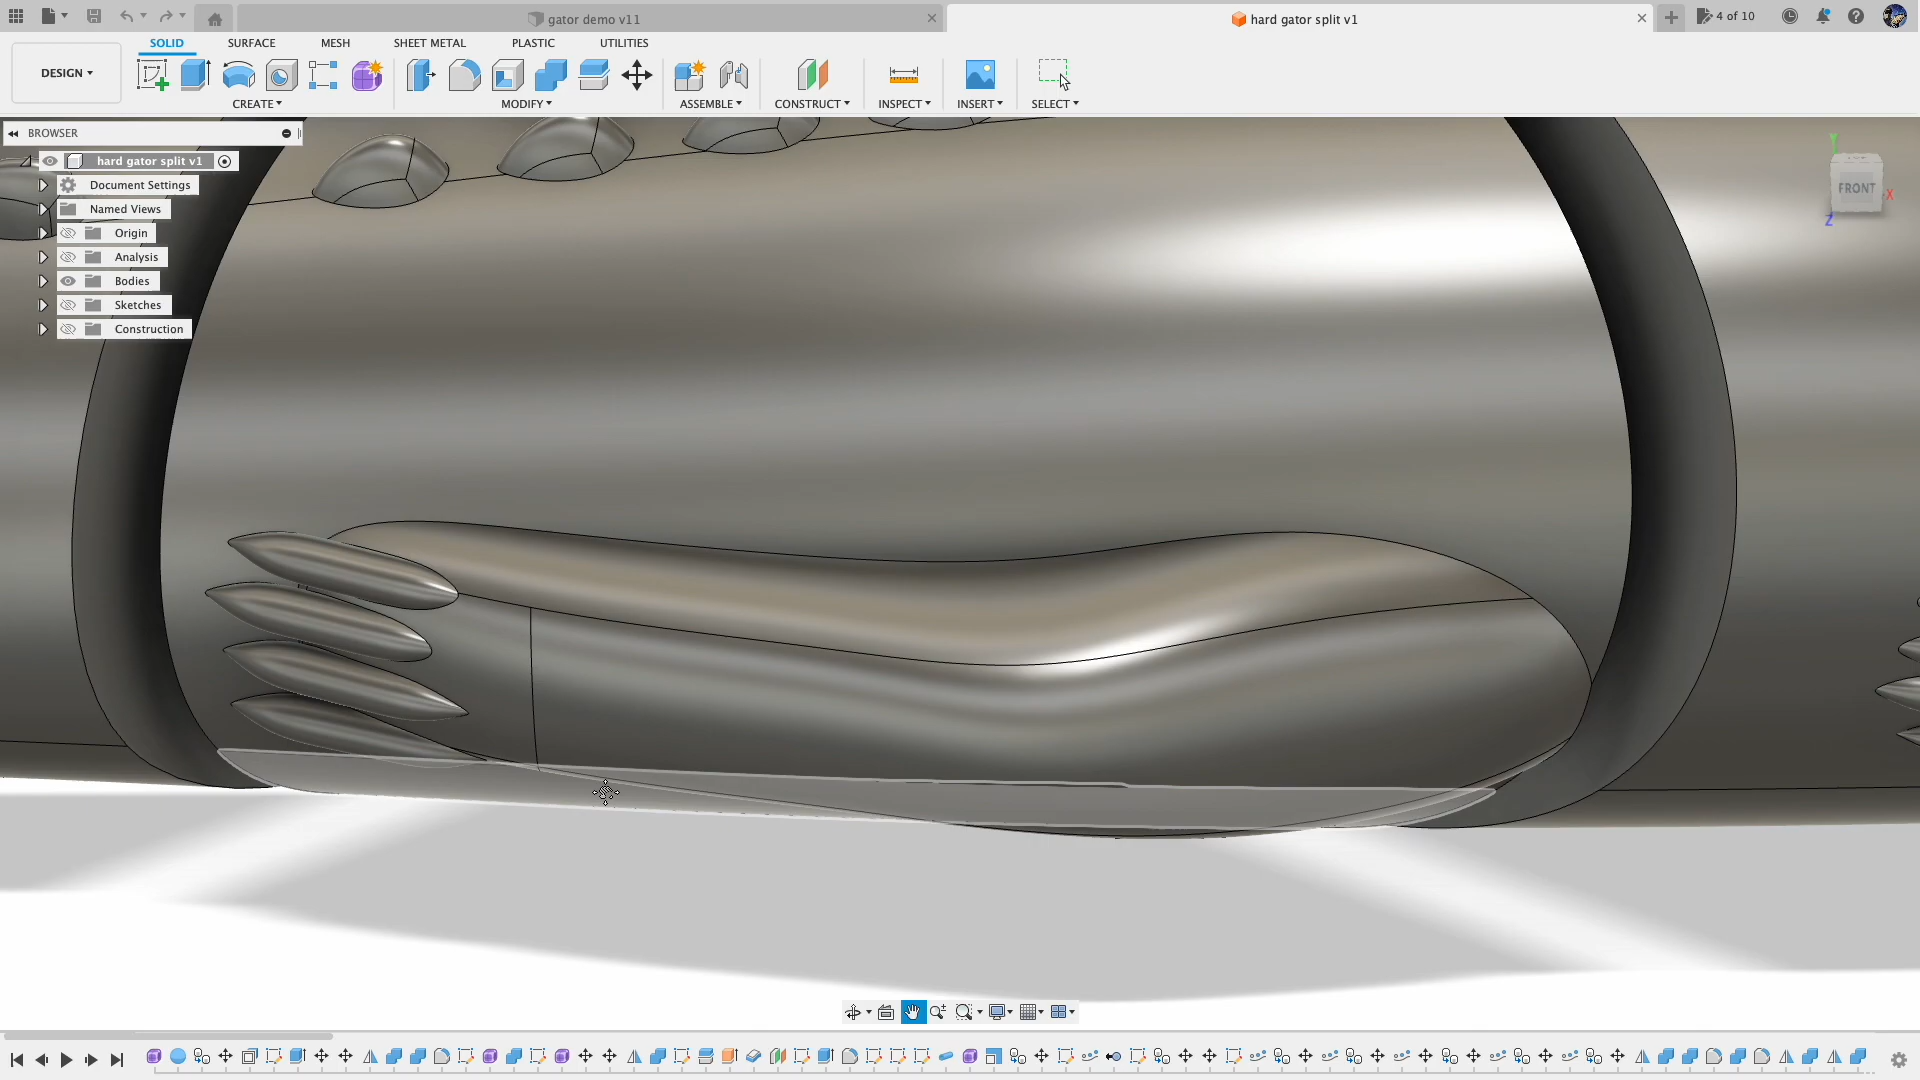 gator demo v11
hard gator split v1
4 of 10
SOLID
SURFACE
MESH
SHEET METAL
PLASTIC
UTILITIES
DESIGN
CREATE
MODIFY
ASSEMBLE
CONSTRUCT
INSPECT
INSERT
SELECT
BROWSER
hard gator split v1
Document Settings
Named Views
Origin
Analysis
Bodies
Sketches
Construction
Y
TOP
FRONT
X
Z